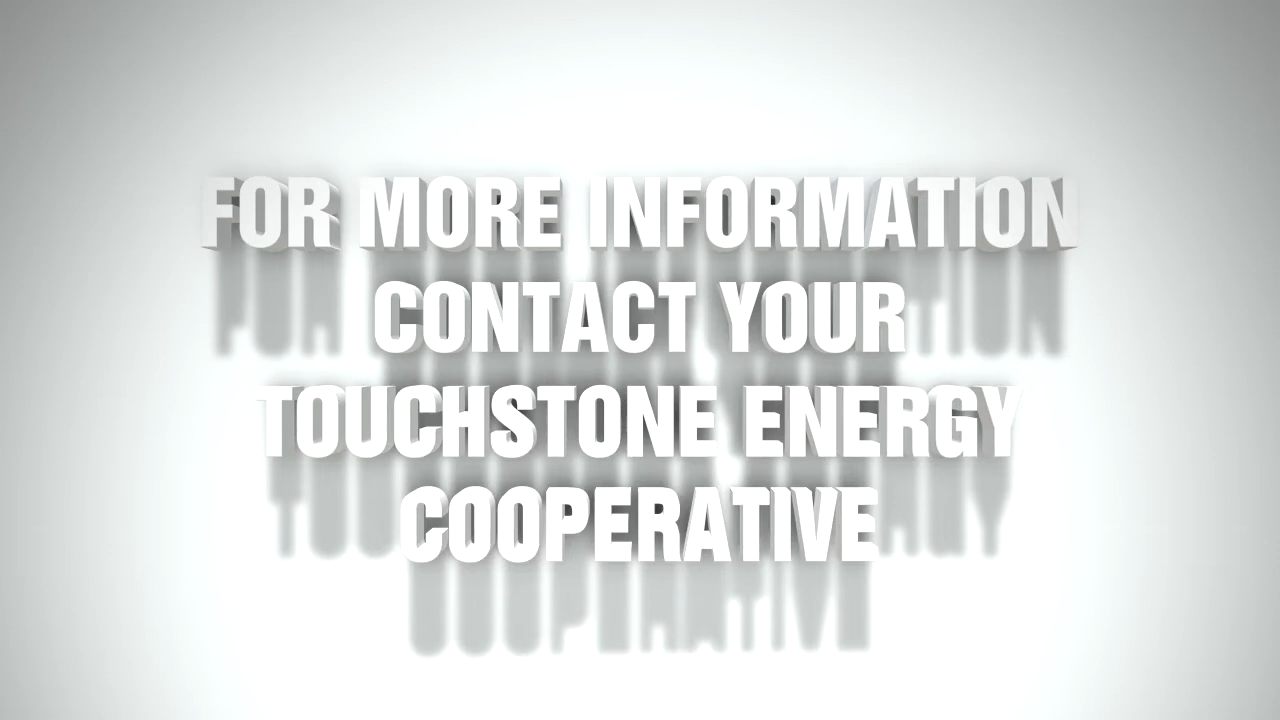 FOR MORE INFORMATION
CONTACT YOUR
TOUCHSTONE ENERGY
COOPERATIVE